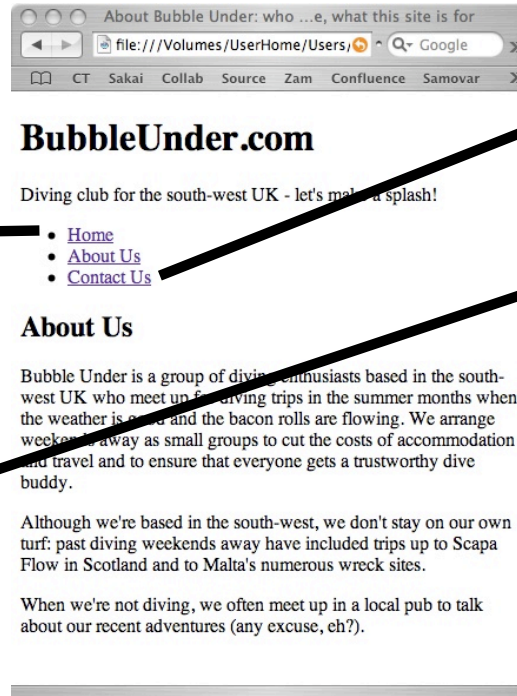 About Bubble Under: who ...e, what this site is for
file:///Volumes/UserHome/Users/ Google
CT Sakai Collab Source Zam Confluence Samovar
BubbleUnder.com
Diving club for the south-west UK - let's make a splash!
Home
About Us
Contact Us
About Us
Bubble Under is a group of diving enthusiasts based in the south-
west UK who meet up for diving trips in the summer months when
the weather is good and the bacon rolls are flowing. We arrange
weekends away as small groups to cut the costs of accommodation
and travel and to ensure that everyone gets a trustworthy dive
buddy.
Although we're based in the south-west, we don't stay on our own
turf: past diving weekends away have included trips up to Scapa
Flow in Scotland and to Malta's numerous wreck sites.
When we're not diving, we often meet up in a local pub to talk
about our recent adventures (any excuse, eh?).